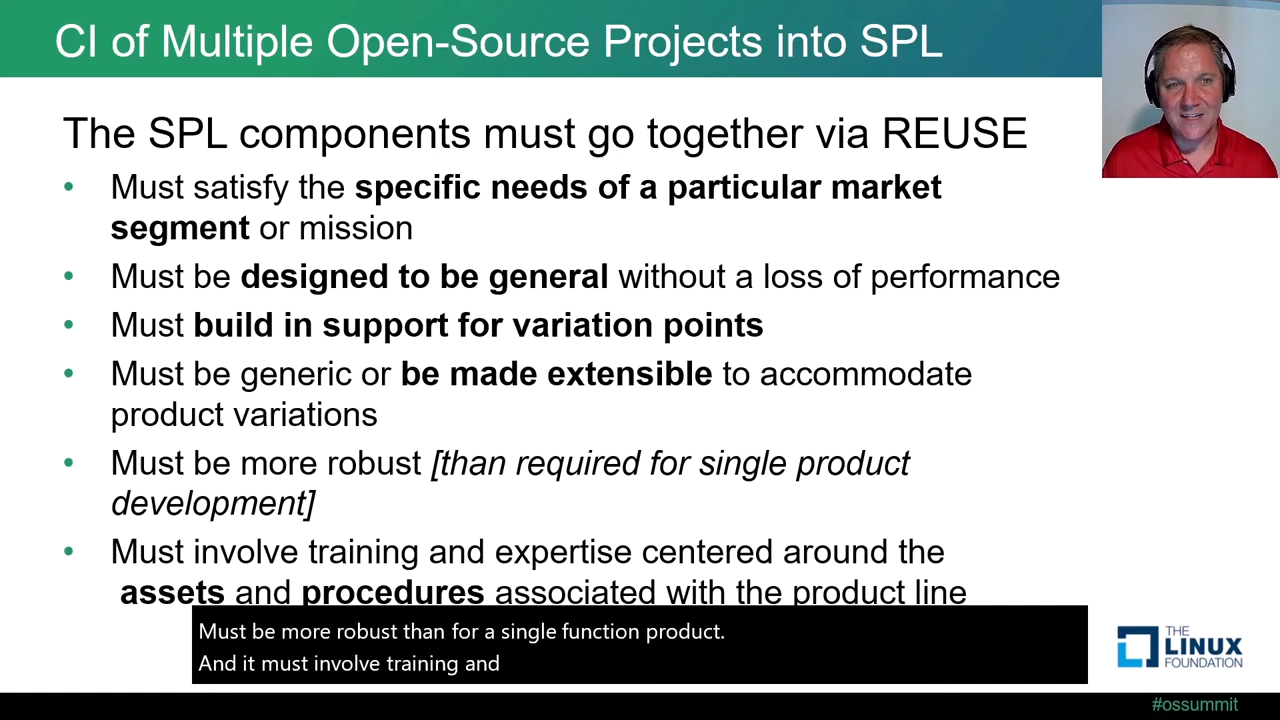 CI of Multiple Open-Source Projects into SPL
The SPL components must go together via REUSE
• Must satisfy the specific needs of a particular market
segment or mission
• Must be designed to be general without a loss of performance
• Must build in support for variation points
• Must be generic or be made extensible to accommodate
product variations
• Must be more robust [than required for single product
development]
• Must involve training and expertise centered around the
assets and procedures associated with the product line
Must be more robust than for a single function product.
And it must involve training and
THE
LINUX
FOUNDATION
#ossummit